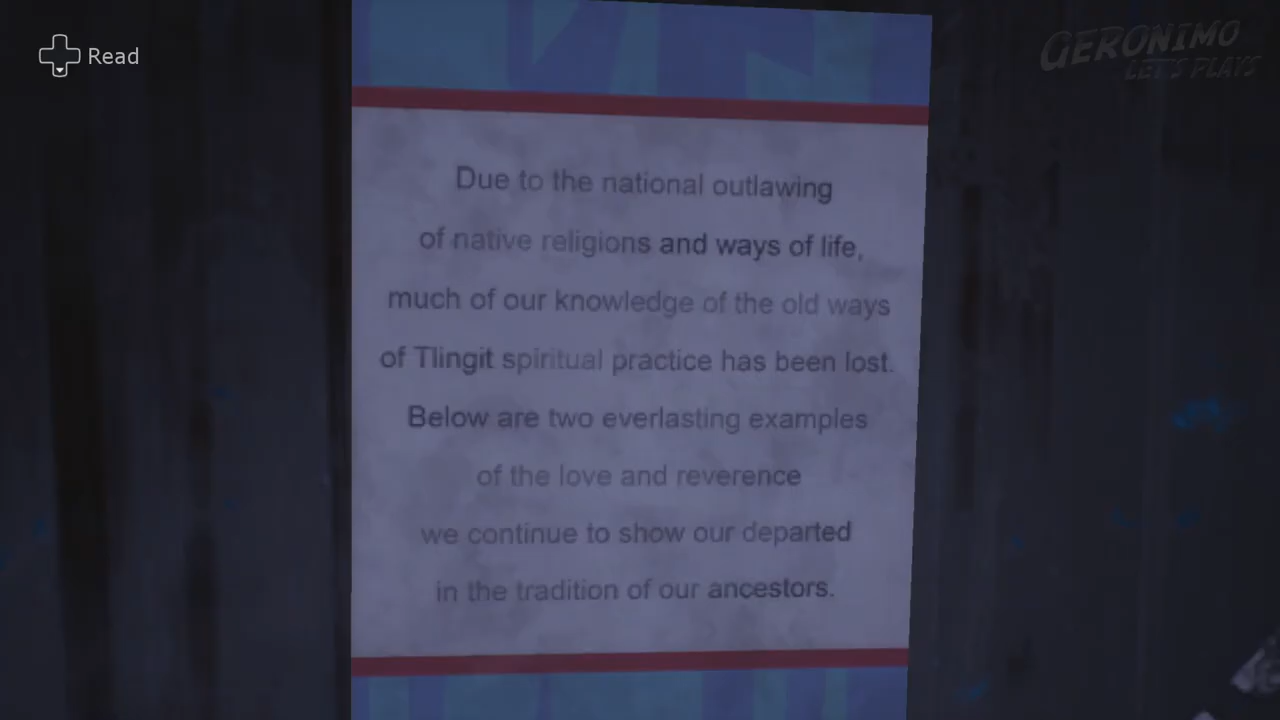 Read
GERONIMO
LET'S PLAYS
Due to the national outlawing
of native religions and ways of life,
much of our knowledge of the old ways
of Tlingit spiritual practice has been lost.
Below are two everlasting examples
of the love and reverence
we continue to show our departed
in the tradition of our ancestors.